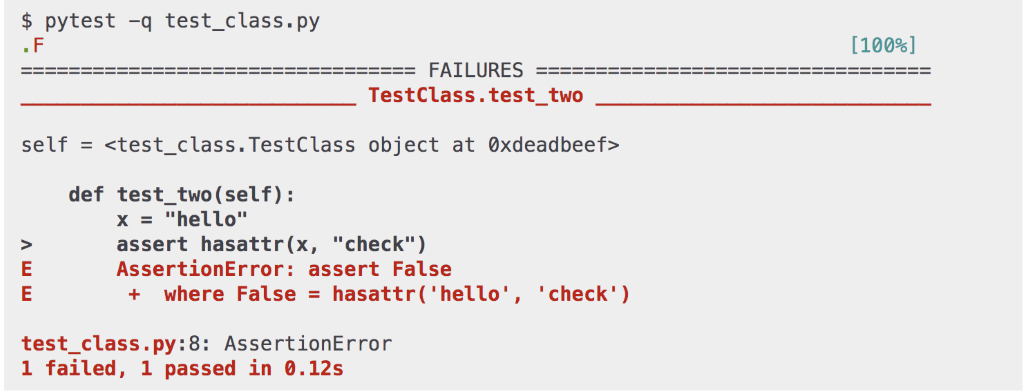 $ pytest -q test_class.py
.F                                                                   [100%]
================================= FAILURES =================================
____________________________ TestClass.test_two ____________________________
self = <test_class.TestClass object at 0xdeadbeef>
    def test_two(self):
        x = "hello"
>       assert hasattr(x, "check")
E       AssertionError: assert False
E        +  where False = hasattr('hello', 'check')
test_class.py:8: AssertionError
1 failed, 1 passed in 0.12s